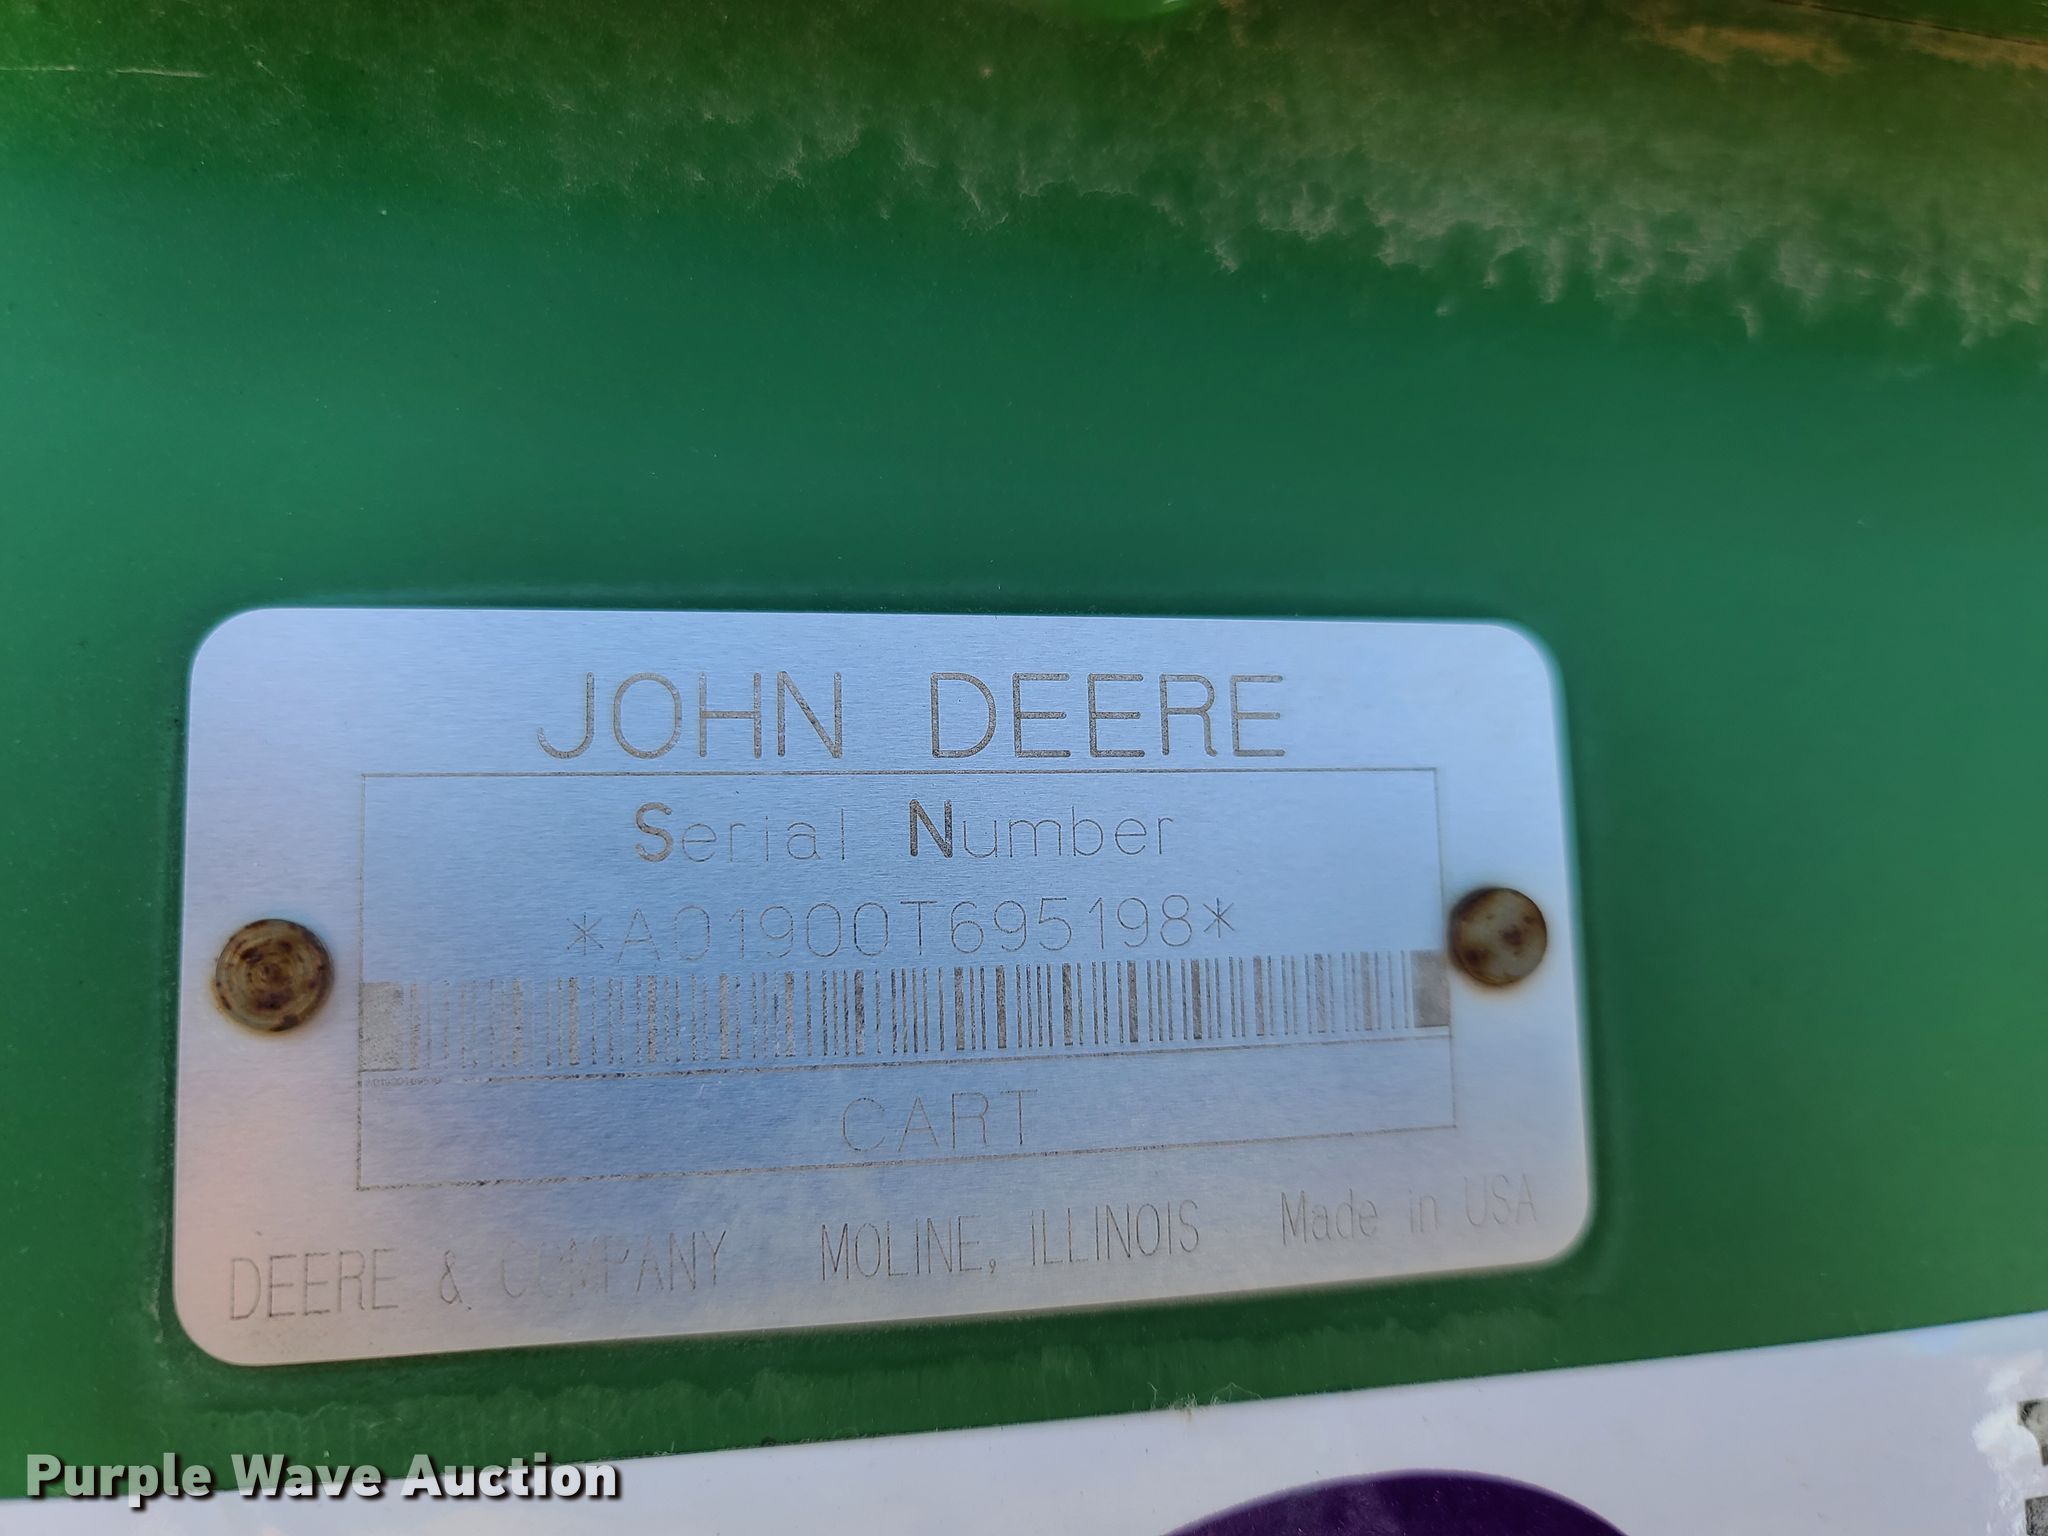 JOHN DEERE
Serial Number
*A01900T695198*
CART
DEERE & COMPANY MOLINE, ILLINOIS Made in USA
Purple Wave Auction